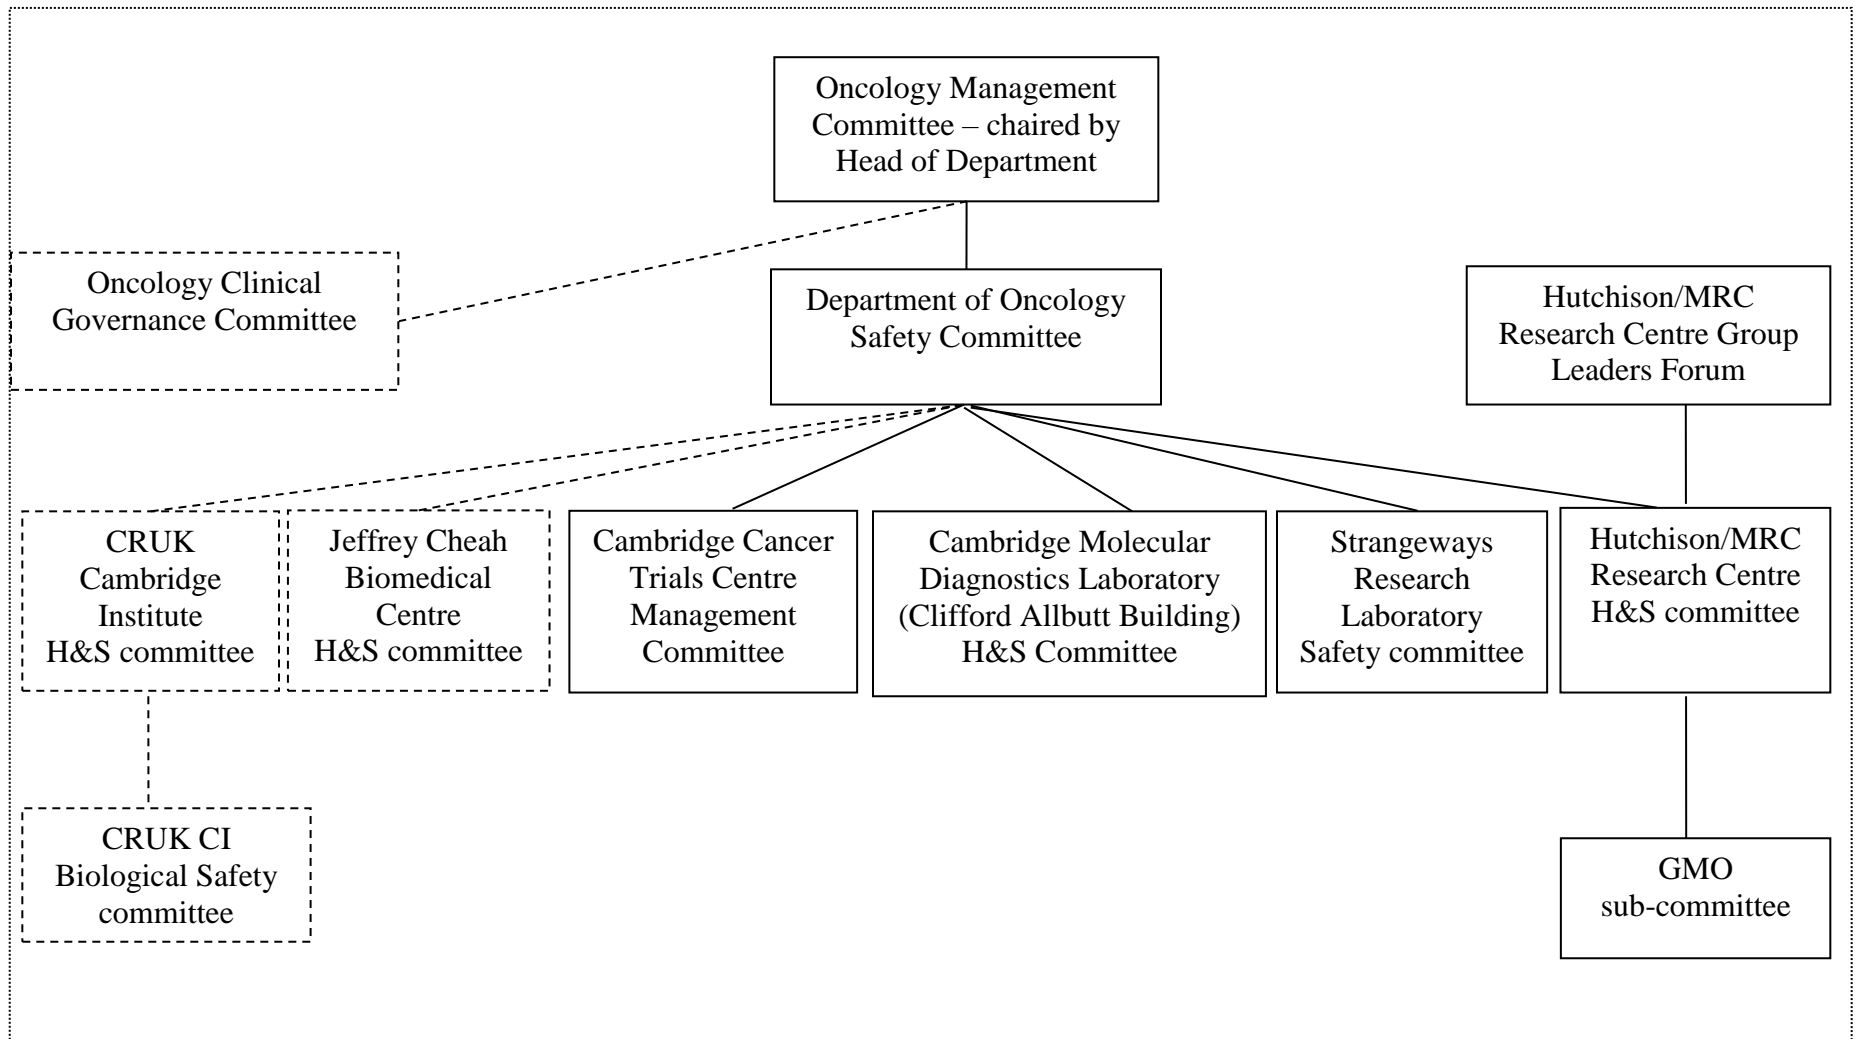 Oncology Management
Committee – chaired by
Head of Department
Oncology Clinical
Governance Committee
Department of Oncology
Safety Committee
Hutchison/MRC
Research Centre Group
Leaders Forum
CRUK
Cambridge
Institute
H&S committee
Jeffrey Cheah
Biomedical
Centre
H&S committee
Cambridge Cancer
Trials Centre
Management
Committee
Cambridge Molecular
Diagnostics Laboratory
(Clifford Allbutt Building)
H&S Committee
Strangeways
Research
Laboratory
Safety committee
Hutchison/MRC
Research Centre
H&S committee
CRUK CI
Biological Safety
committee
GMO
sub-committee